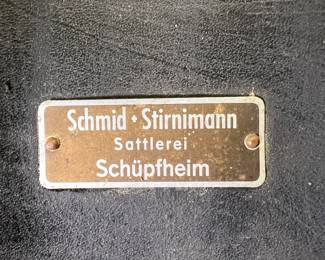 Schmid + Stirnimann
Sattlerei
Schüpfheim